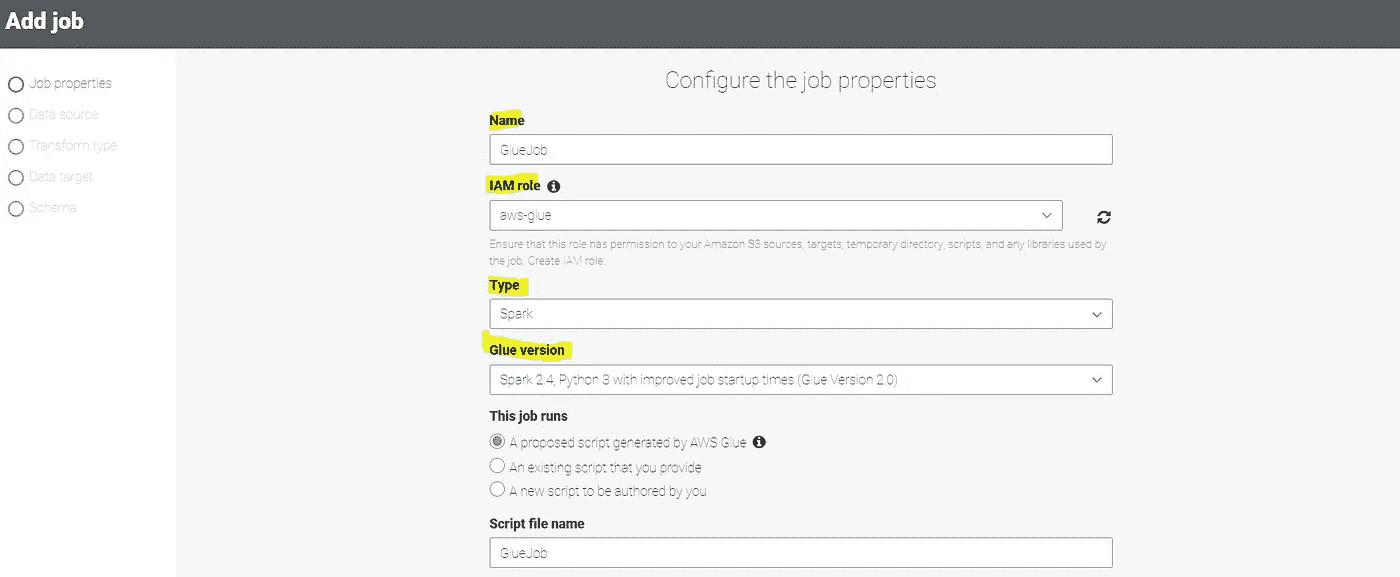 Add job
Job properties
Data source
Transform type
Data target
Schema
Configure the job properties
Name
GlueJob
IAM role
aws-glue
Ensure that this role has permission to your Amazon S3 sources, targets, temporary directory, scripts, and any libraries used by
the job. Create IAM role.
Type
Spark
Glue version
Spark 2.4, Python 3 with improved job startup times (Glue Version 2.0)
This job runs
A proposed script generated by AWS Glue
An existing script that you provide
A new script to be authored by you
Script file name
GlueJob